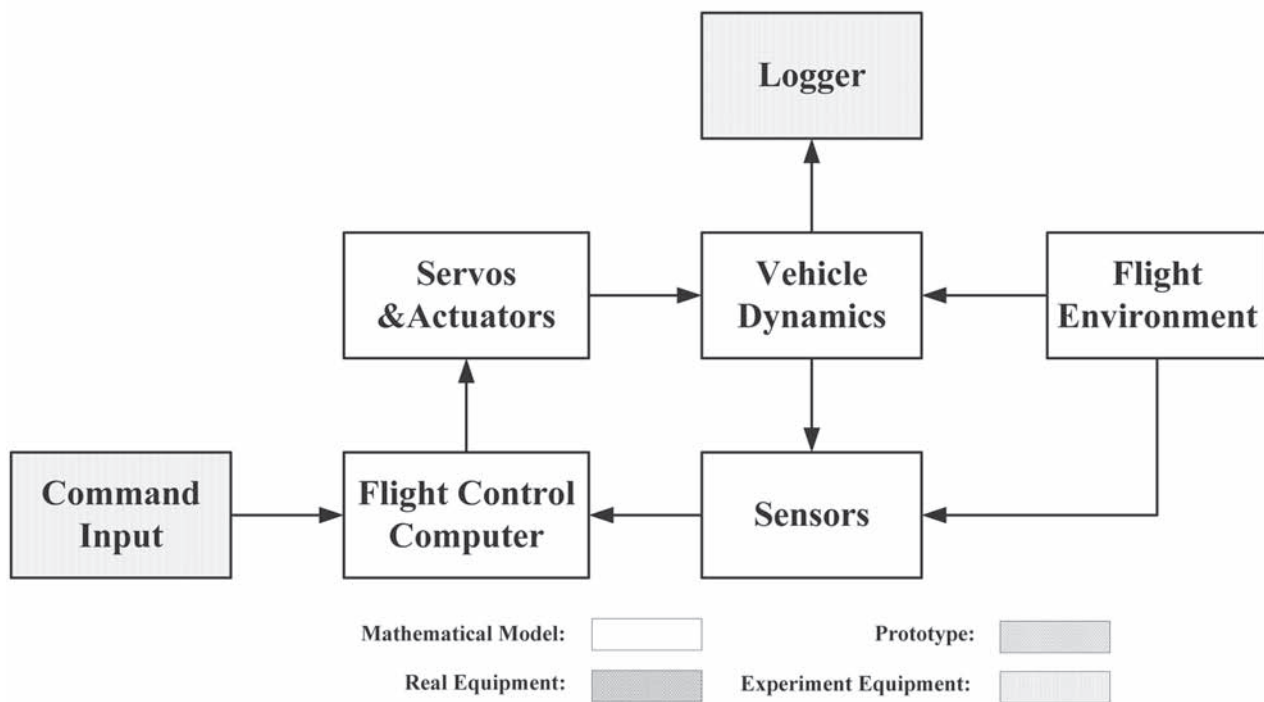 Logger
Servos
&Actuators
Vehicle
Dynamics
Flight
Environment
Command
Input
Flight Control
Computer
Sensors
Mathematical Model:
Prototype:
Real Equipment:
Experiment Equipment: